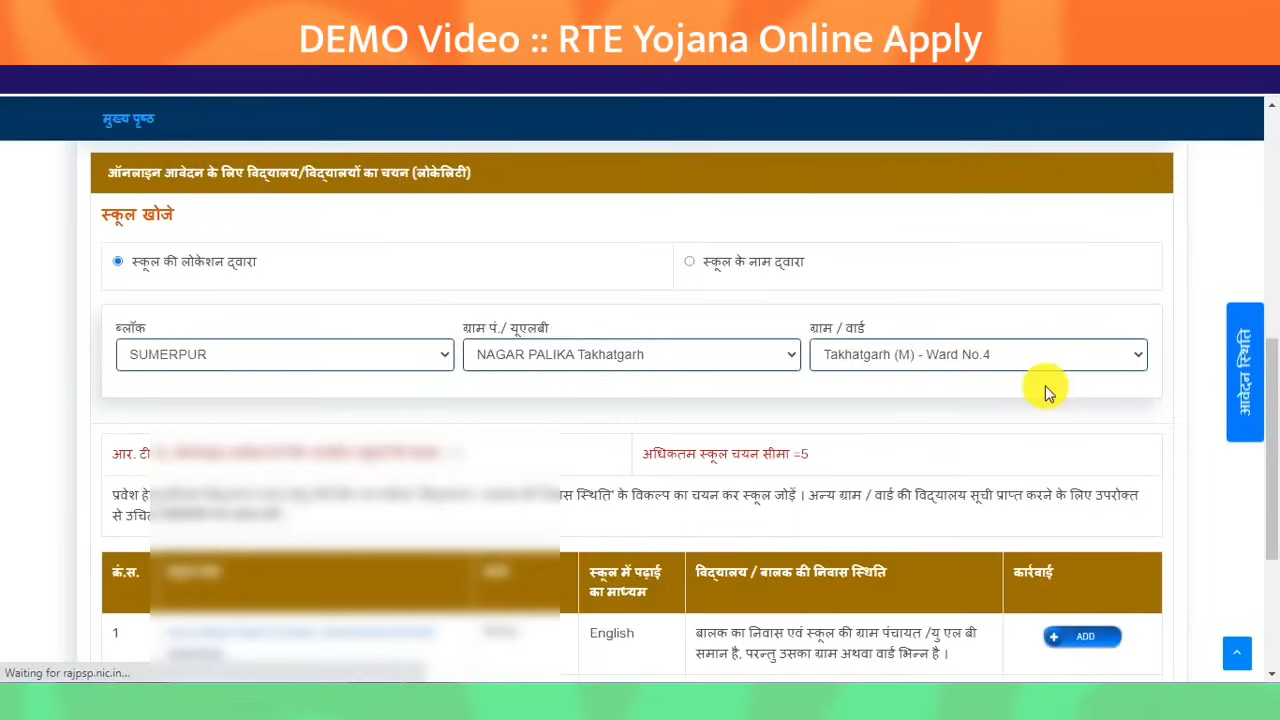 DEMO Video :: RTE Yojana Online Apply
मुख्य पृष्ठ
ऑनलाइन आवेदन के लिए विद्यालय/विद्यालयों का चयन (लोकेलिटी)
स्कूल खोजे
स्कूल की लोकेशन द्वारा
स्कूल के नाम द्वारा
ब्लॉक
ग्राम पं./ यूएलबी
ग्राम / वार्ड
SUMERPUR
NAGAR PALIKA Takhatgarh
Takhatgarh (M) - Ward No.4
आवेदन स्थिति
आर. टी
अधिकतम स्कूल चयन सीमा =5
प्रवेश हे
स्थिति' के विकल्प का चयन कर स्कूल जोड़ें । अन्य ग्राम / वार्ड की विद्यालय सूची प्राप्त करने के लिए उपरोक्त
से उचि
क्रं.स.
स्कूल में पढ़ाई
का माध्यम
विद्यालय / बालक की निवास स्थिति
कार्रवाई
1
English
बालक का निवास एवं स्कूल की ग्राम पंचायत /यु एल बी
समान है, परन्तु उसका ग्राम अथवा वार्ड भिन्न है ।
ADD
Waiting for rajpsp.nic.in...